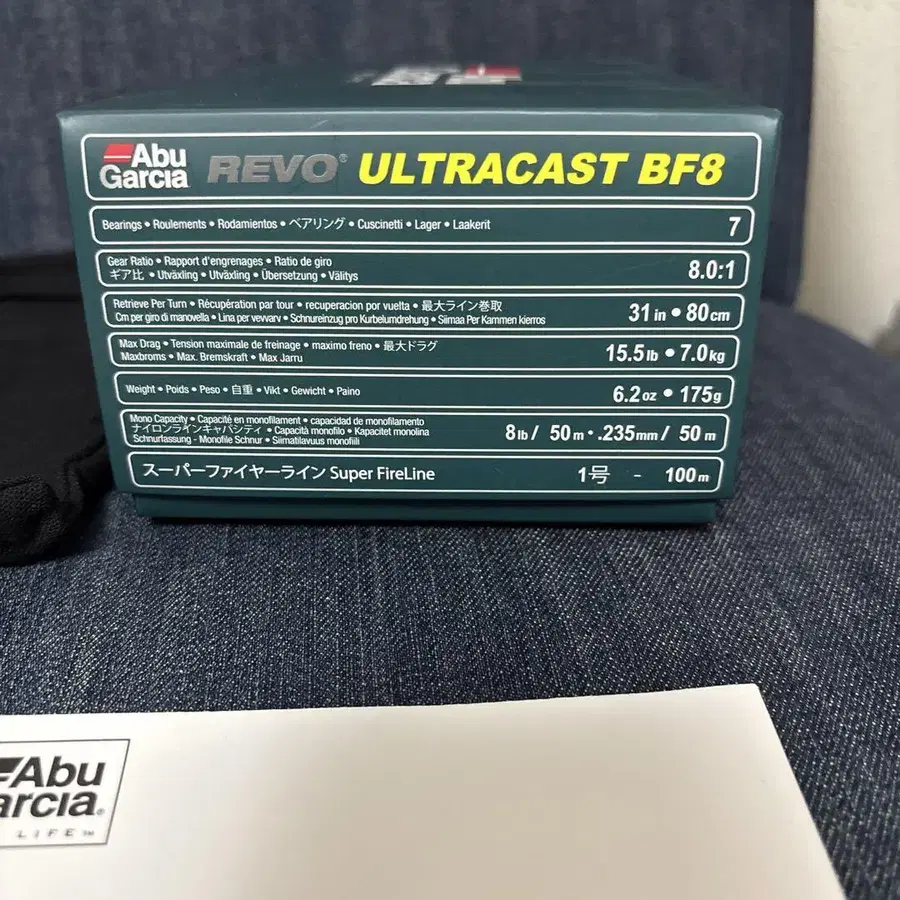 Abu Garcia REVO® ULTRACAST BF8
Bearings • Roulements • Rodamientos • ベアリング • Cuscinetti • Lager • Laakerit 7
Gear Ratio • Rapport d'engrenages • Ratio de giro
ギア比 • Utväxling • Utväxling • Übersetzung • Välitys 8.0:1
Retrieve Per Turn • Récupération par tour • recuperacion por vuelta • 最大ライン巻取
Cm per giro di manovella • Lina per vevvarv • Schnureinzug pro Kurbelumdrehung • Siimaa Per Kammen kierros 31 in • 80 cm
Max Drag • Tension maximale de freinage • maximo freno • 最大ドラグ
Maxbroms • Max. Bremskraft • Max Jarru 15.5 lb • 7.0 kg
Weight • Poids • Peso • 自重 • Vikt • Gewicht • Paino 6.2 oz • 175 g
Mono Capacity • Capacité en monofilament • capacidad de monofilamento
ナイロンラインキャパシティ • Capacità monofilo • Kapacitet monolina
Schnurfassung - Monofile Schnur • Siimatilavuus monofiili 8 lb / 50 m • .235mm / 50 m
スーパーファイヤーライン Super FireLine 1号 - 100 m
Abu
Garcia®
LIFE™